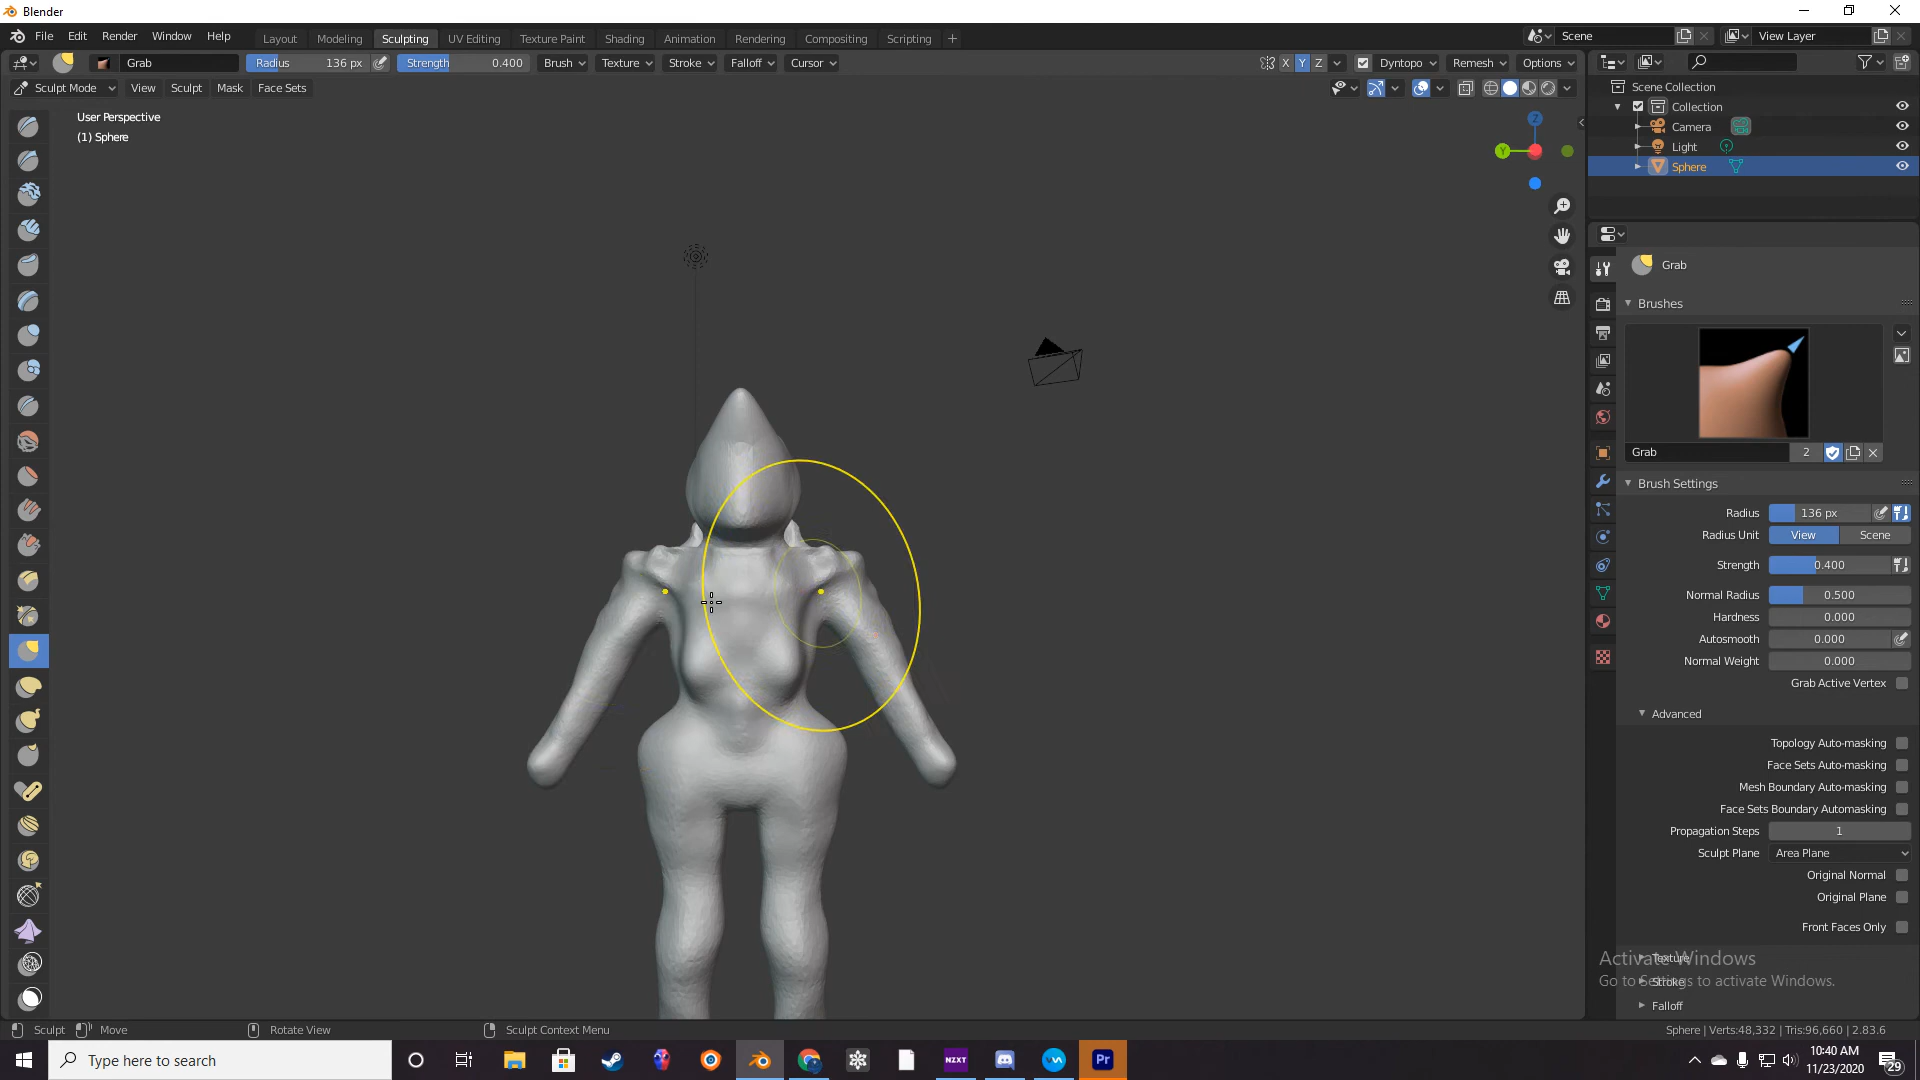 Blender
File Edit Render Window Help
Layout Modeling Sculpting UV Editing Texture Paint Shading Animation Rendering Compositing Scripting +
Scene View Layer
Grab Radius 136 px Strength 0.400 Brush Texture Stroke Falloff Cursor X Y Z Dyntopo Remesh Options
Sculpt Mode View Sculpt Mask Face Sets
User Perspective
(1) Sphere
Z
Y
Scene Collection
Collection
Camera
Light
Sphere
Grab
Brushes
Grab 2
Brush Settings
Radius 136 px
Radius Unit View Scene
Strength 0.400
Normal Radius 0.500
Hardness 0.000
Autosmooth 0.000
Normal Weight 0.000
Grab Active Vertex
Advanced
Topology Auto-masking
Face Sets Auto-masking
Mesh Boundary Auto-masking
Face Sets Boundary Automasking
Propagation Steps 1
Sculpt Plane Area Plane
Original Normal
Original Plane
Front Faces Only
Texture
Stroke
Falloff
Activate Windows
Go to Settings to activate Windows.
Sculpt Move Rotate View Sculpt Context Menu
Sphere | Verts:48,332 | Tris:96,660 | 2.83.6
Type here to search
NZXT
Pr
10:40 AM
11/23/2020
29